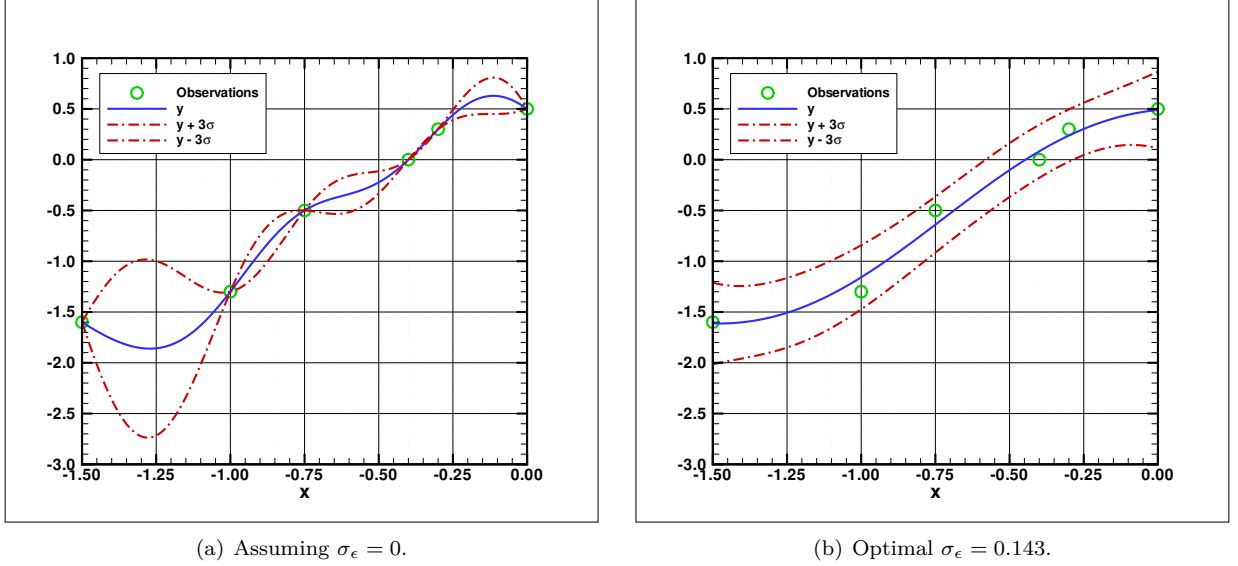 1.0
0.5
0.0
-0.5
-1.0
-1.5
-2.0
-2.5
-3.0
Observations
y
y + 3σ
y - 3σ
-1.50 -1.25 -1.00 -0.75 -0.50 -0.25 0.00
x
(a) Assuming σϵ = 0.
1.0
0.5
0.0
-0.5
-1.0
-1.5
-2.0
-2.5
-3.0
Observations
y
y + 3σ
y - 3σ
-1.50 -1.25 -1.00 -0.75 -0.50 -0.25 0.00
x
(b) Optimal σϵ = 0.143.